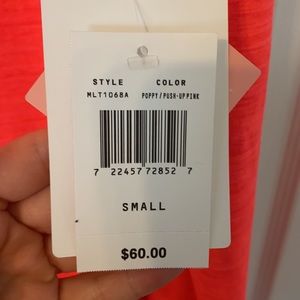 STYLE COLOR
MLT1068A POPPY/PUSH-UP PINK
7 22457 72852 7
SMALL
$60.00